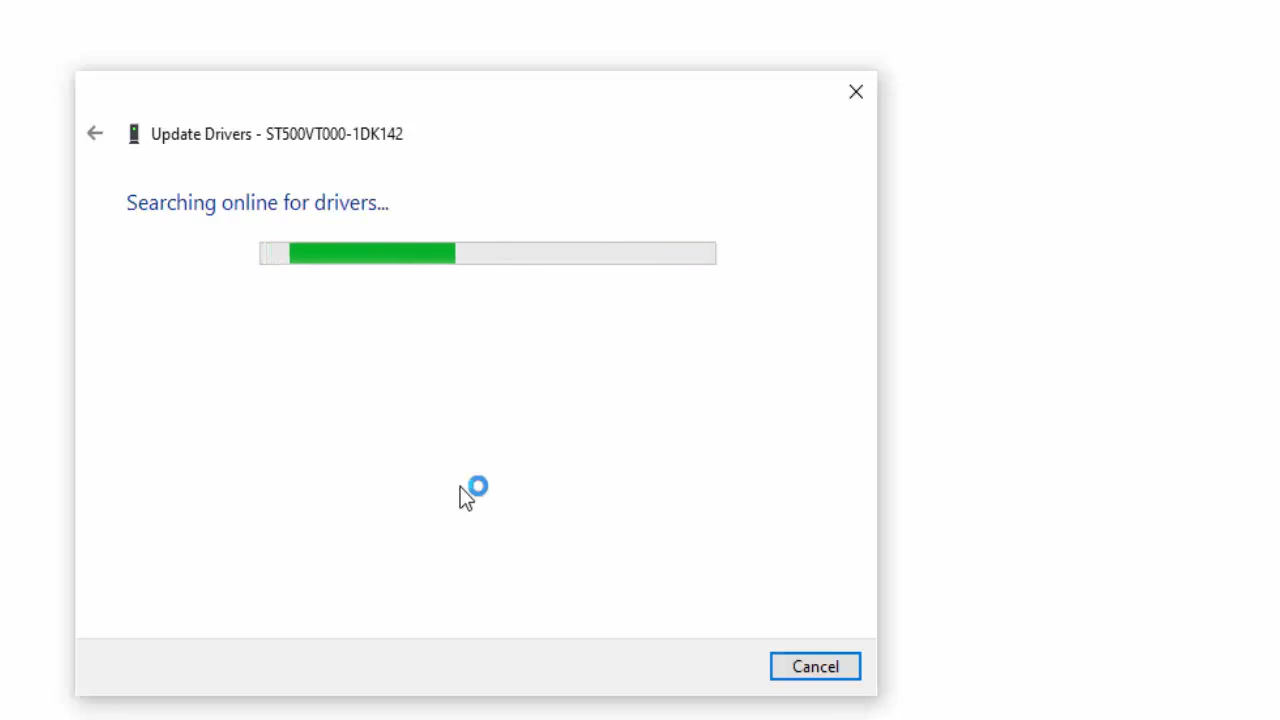 Update Drivers - ST500VT000-1DK142
Searching online for drivers...
Cancel